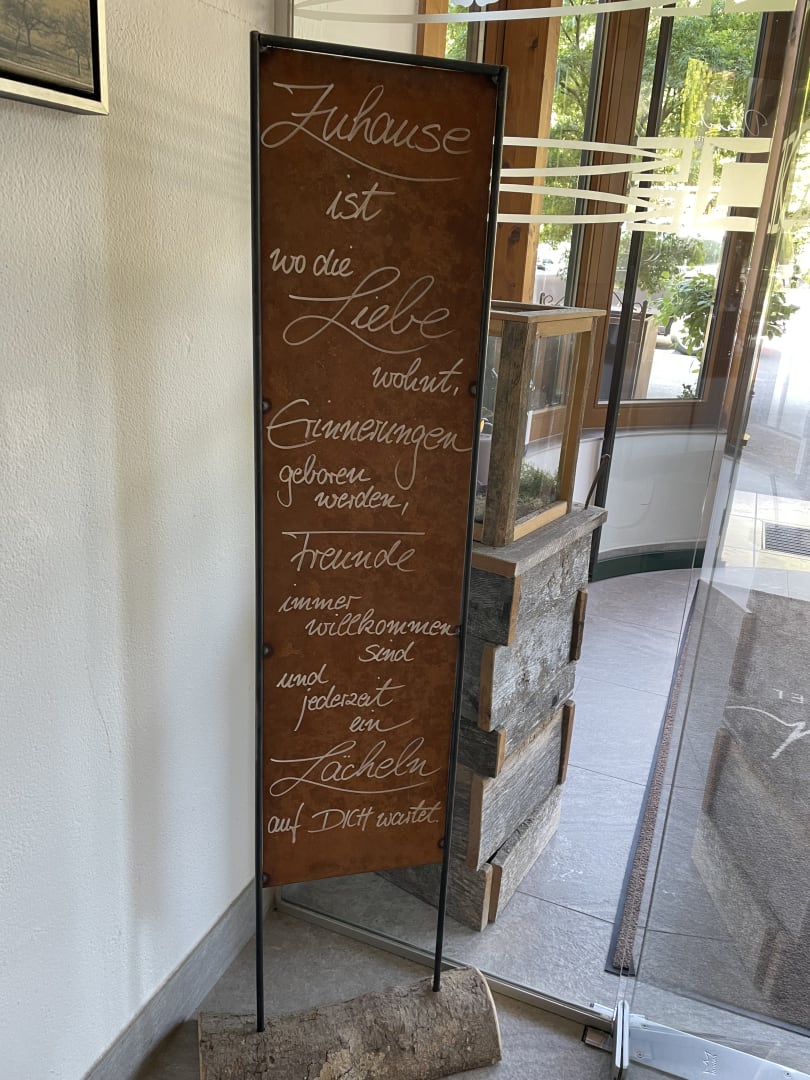 Zuhause
ist
wo die
Liebe
wohnt,
Erinnerungen
geboren
werden,
Freunde
immer
willkommen
sind
und
jederzeit
ein
Lächeln
auf DICH wartet.